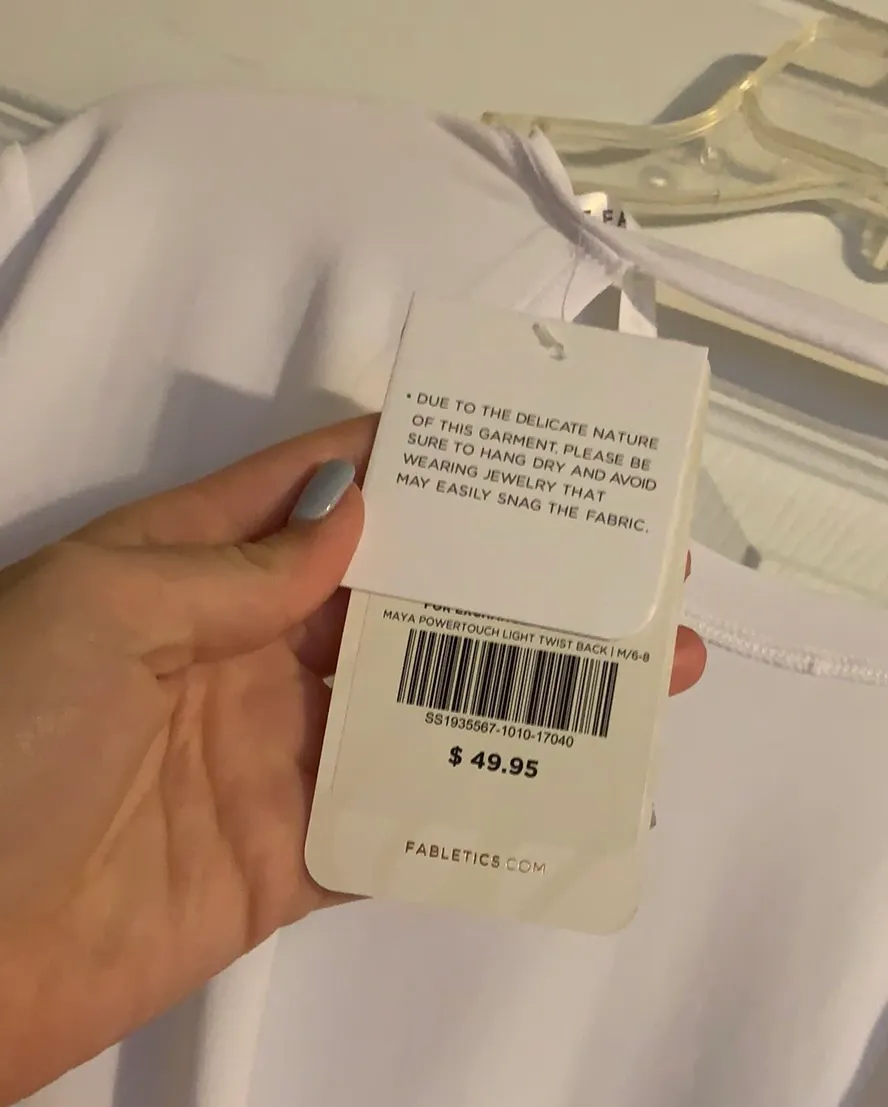 FA
• DUE TO THE DELICATE NATURE
OF THIS GARMENT, PLEASE BE
SURE TO HANG DRY AND AVOID
WEARING JEWELRY THAT
MAY EASILY SNAG THE FABRIC.
MAYA POWERTOUCH LIGHT TWIST BACK | M/6-8
SS1935567-1010-17040
$ 49.95
FABLETICS.COM